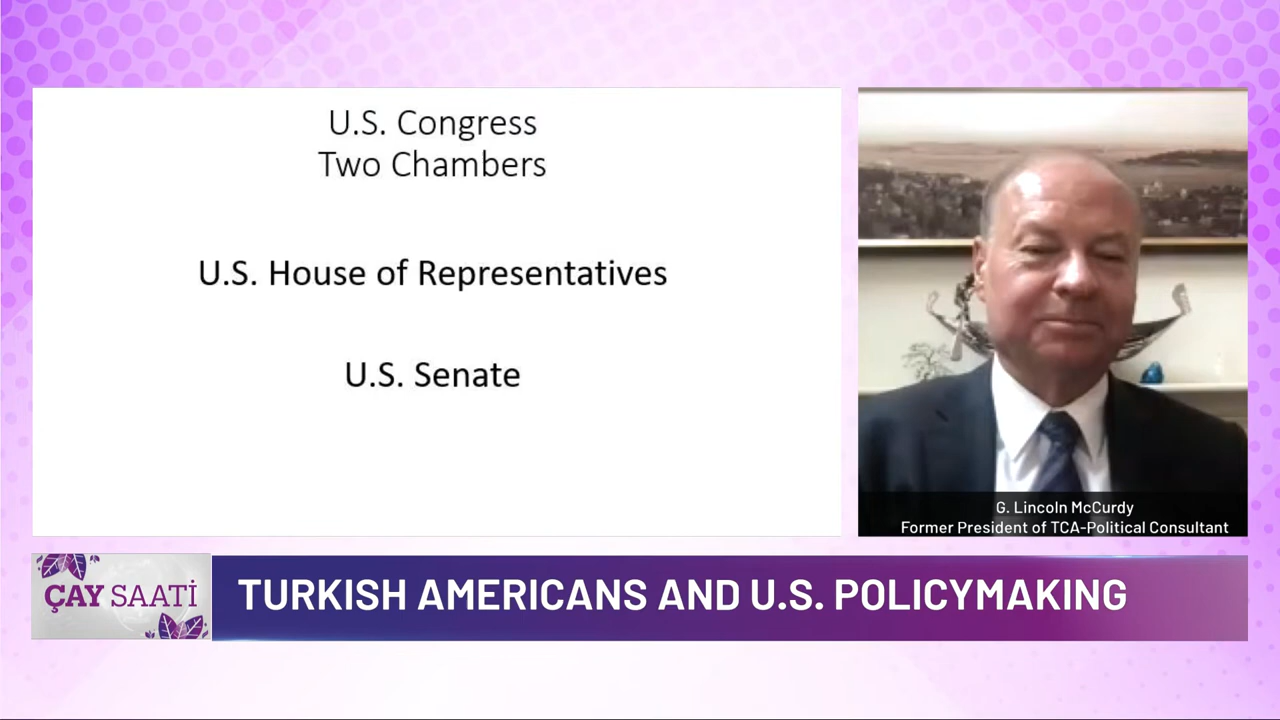 U.S. Congress
Two Chambers
U.S. House of Representatives
U.S. Senate
G. Lincoln McCurdy
Former President of TCA-Political Consultant
ÇAY SAATİ
TURKISH AMERICANS AND U.S. POLICYMAKING